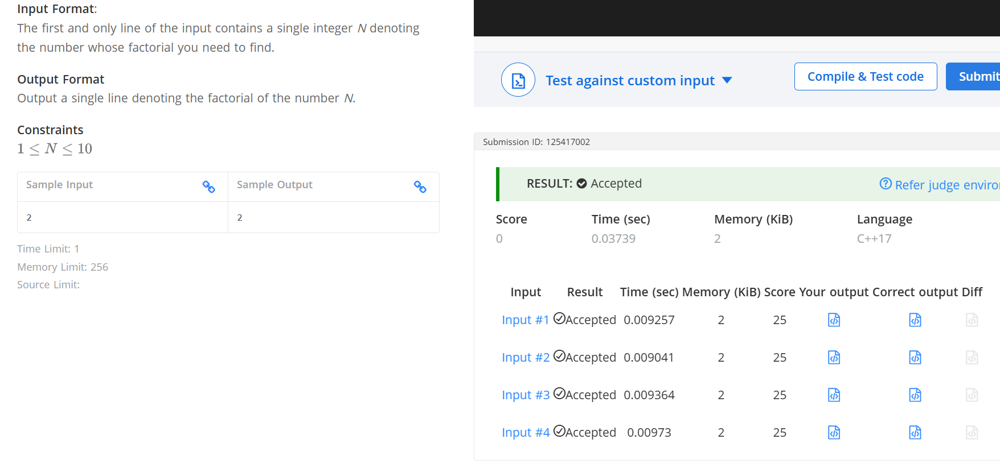 Input Format:
The first and only line of the input contains a single integer N denoting
the number whose factorial you need to find.
Output Format
Output a single line denoting the factorial of the number N.
Constraints
1 ≤ N ≤ 10
Sample Input
Sample Output
2
2
Time Limit: 1
Memory Limit: 256
Source Limit:
Test against custom input
Compile & Test code
Submit
Submission ID: 125417002
RESULT: Accepted
Refer judge enviro
Score Time (sec) Memory (KiB) Language
0 0.03739 2 C++17
Input Result Time (sec) Memory (KiB) Score Your output Correct output Diff
Input #1 Accepted 0.009257 2 25
Input #2 Accepted 0.009041 2 25
Input #3 Accepted 0.009364 2 25
Input #4 Accepted 0.00973 2 25